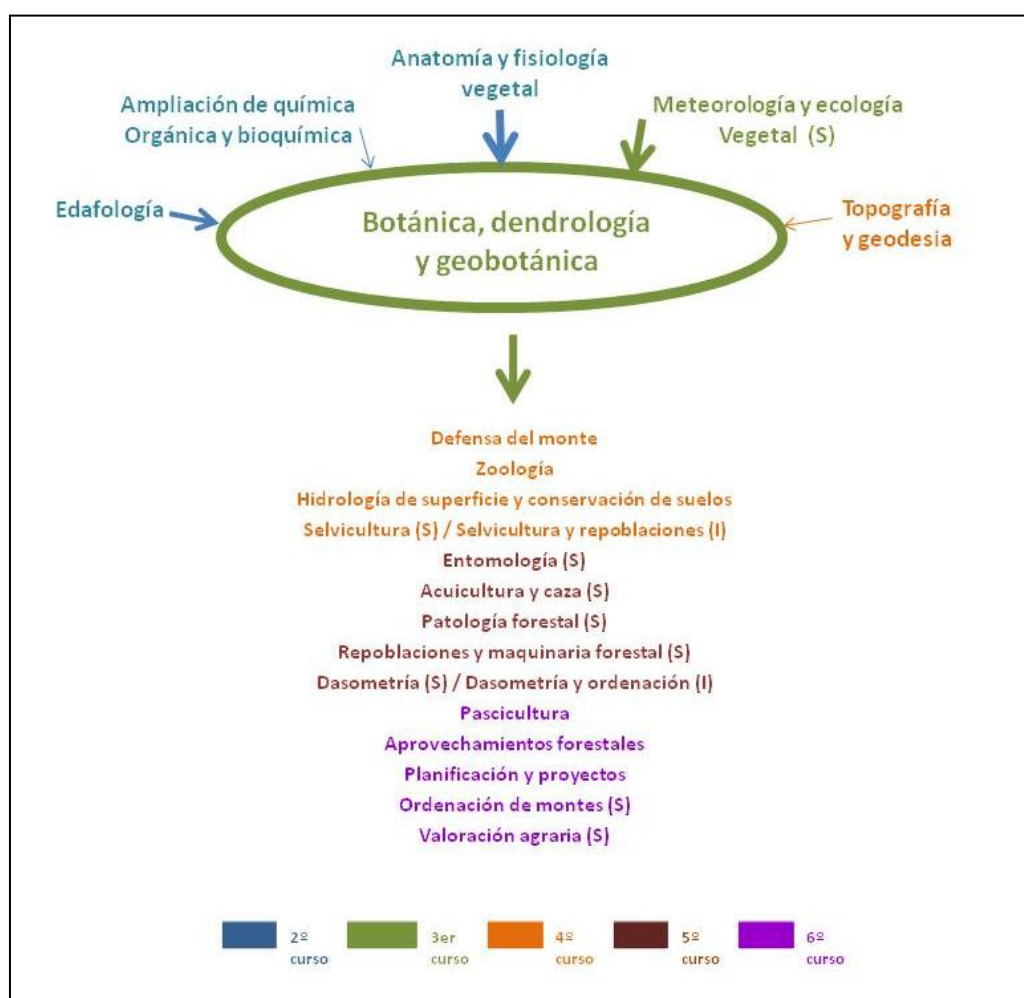 Anatomía y fisiología
vegetal
Ampliación de química
Orgánica y bioquímica
Meteorología y ecología
Vegetal (S)
Edafología
Topografía
y geodesia
Botánica, dendrología
y geobotánica
Defensa del monte
Zoología
Hidrología de superficie y conservación de suelos
Selvicultura (S) / Selvicultura y repoblaciones (I)
Entomología (S)
Acuicultura y caza (S)
Patología forestal (S)
Repoblaciones y maquinaria forestal (S)
Dasometría (S) / Dasometría y ordenación (I)
Pascicultura
Aprovechamientos forestales
Planificación y proyectos
Ordenación de montes (S)
Valoración agraria (S)
2º
curso
3er
curso
4º
curso
5º
curso
6º
curso